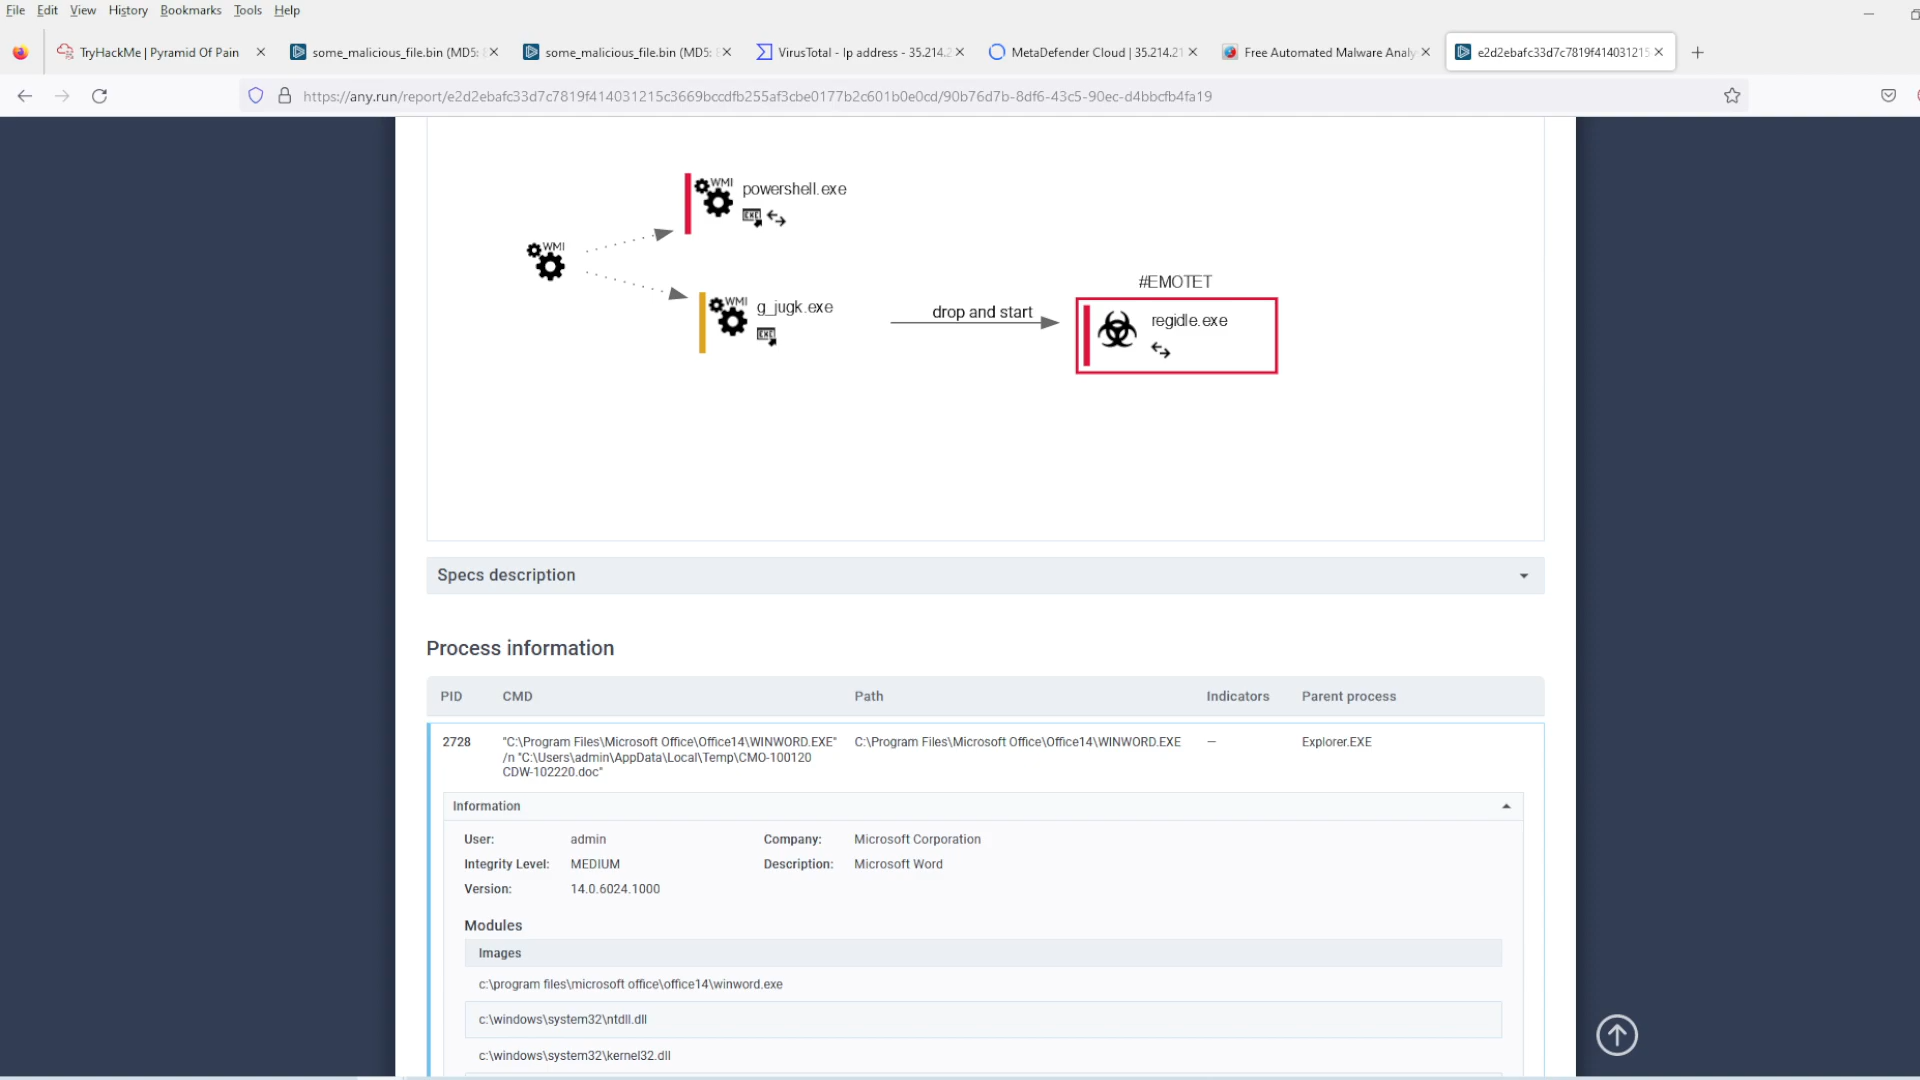 File Edit View History Bookmarks Tools Help
TryHackMe | Pyramid Of Pain
some_malicious_file.bin (MD5:
some_malicious_file.bin (MD5:
VirusTotal - Ip address - 35.214.2
MetaDefender Cloud | 35.214.21
Free Automated Malware Analy
e2d2ebafc33d7c7819f414031215
https://any.run/report/e2d2ebafc33d7c7819f414031215c3669bccdfb255af3cbe0177b2c601b0e0cd/90b76d7b-8df6-43c5-90ec-d4bbcfb4fa19
WMI
powershell.exe
EXE
WMI
WMI
g_jugk.exe
EXE
drop and start
#EMOTET
regidle.exe
Specs description
Process information
PID CMD Path Indicators Parent process
2728 "C:\Program Files\Microsoft Office\Office14\WINWORD.EXE" C:\Program Files\Microsoft Office\Office14\WINWORD.EXE — Explorer.EXE
/n "C:\Users\admin\AppData\Local\Temp\CMO-100120
CDW-102220.doc"
Information
User: admin Company: Microsoft Corporation
Integrity Level: MEDIUM Description: Microsoft Word
Version: 14.0.6024.1000
Modules
Images
c:\program files\microsoft office\office14\winword.exe
c:\windows\system32\ntdll.dll
c:\windows\system32\kernel32.dll